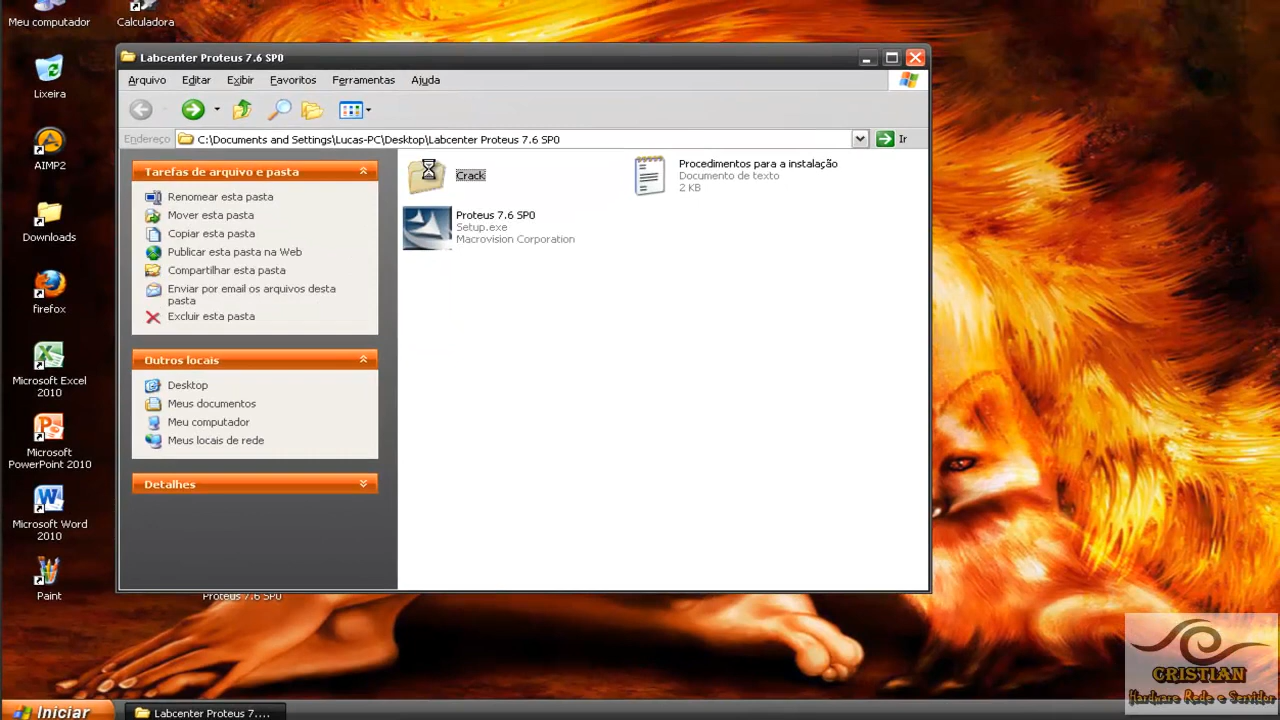 Meu computador
Calculadora
Lixeira
AIMP2
Downloads
firefox
Microsoft Excel
2010
Microsoft
PowerPoint 2010
Microsoft Word
2010
Paint
Labcenter Proteus 7.6 SP0
Arquivo Editar Exibir Favoritos Ferramentas Ajuda
Endereço C:\Documents and Settings\Lucas-PC\Desktop\Labcenter Proteus 7.6 SP0 Ir
Tarefas de arquivo e pasta
Renomear esta pasta
Mover esta pasta
Copiar esta pasta
Publicar esta pasta na Web
Compartilhar esta pasta
Enviar por email os arquivos desta
pasta
Excluir esta pasta
Outros locais
Desktop
Meus documentos
Meu computador
Meus locais de rede
Detalhes
Crack
Procedimentos para a instalação
Documento de texto
2 KB
Proteus 7.6 SP0
Setup.exe
Macrovision Corporation
Proteus 7.6 SP0
CRISTIAN
Hardware Rede e Servidor
Iniciar
Labcenter Proteus 7....